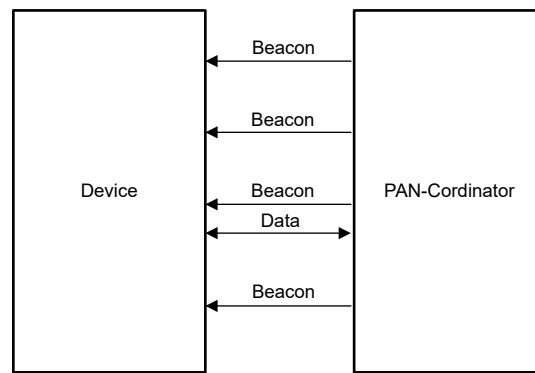 Beacon
Beacon
Device
Beacon
PAN-Cordinator
Data
Beacon